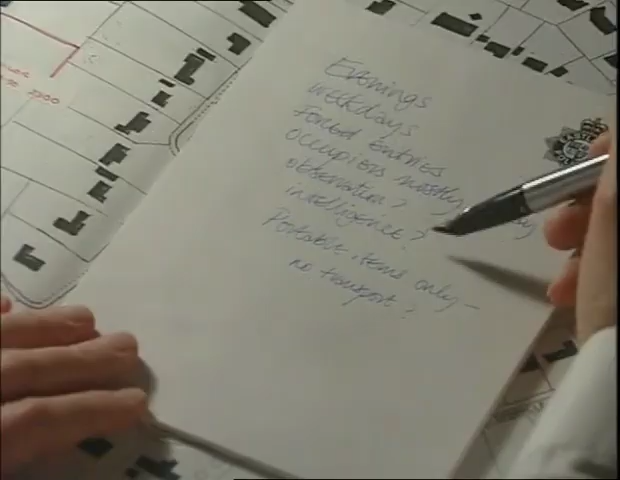 Evenings
weekdays
Forced entries
Occupiers mostly
observation?
intelligence?
Portable items only -
no transport?